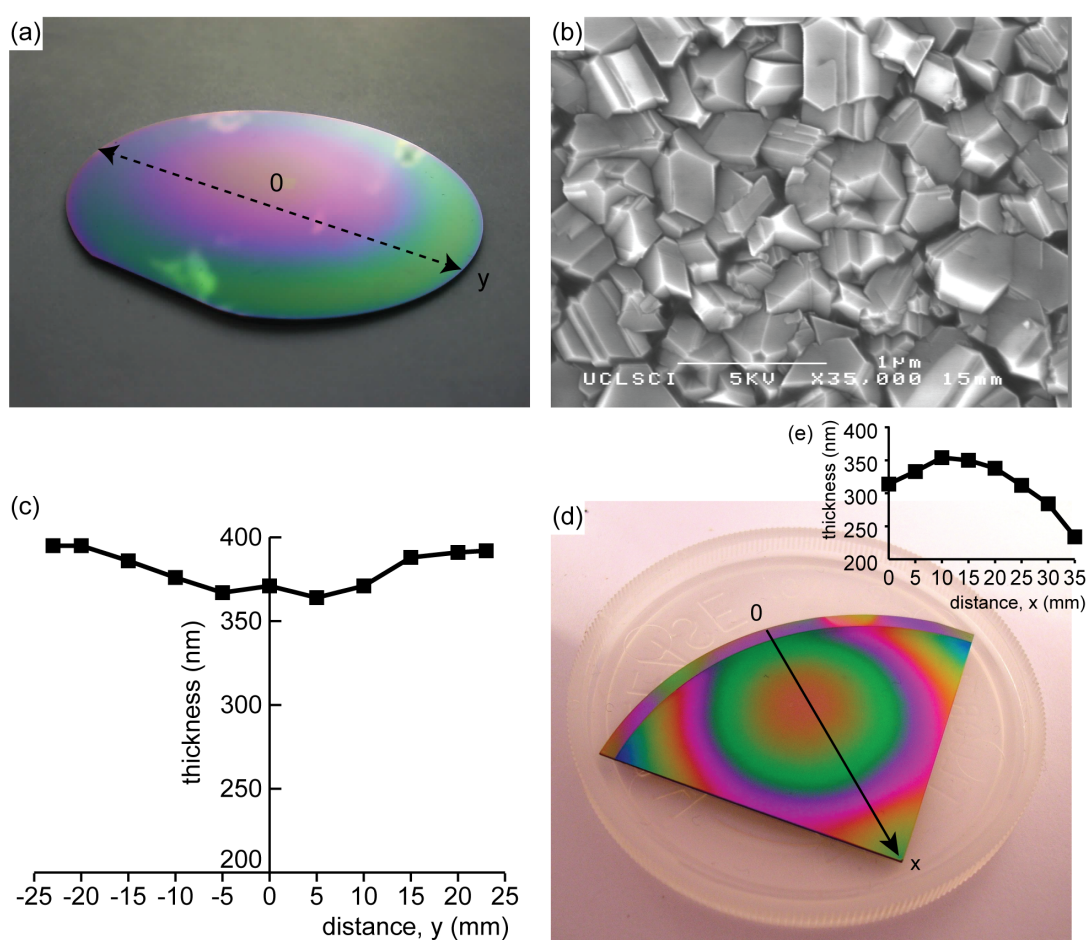 (a)
0
y
(b)
1µm
UCLSCI 5KV X35,000 15mm
(c)
400
350
300
250
200
thickness (nm)
-25 -20 -15 -10 -5 0 5 10 15 20 25
distance, y (mm)
(d)
0
x
(e)
400
350
300
250
200
thickness (nm)
0 5 10 15 20 25 30 35
distance, x (mm)